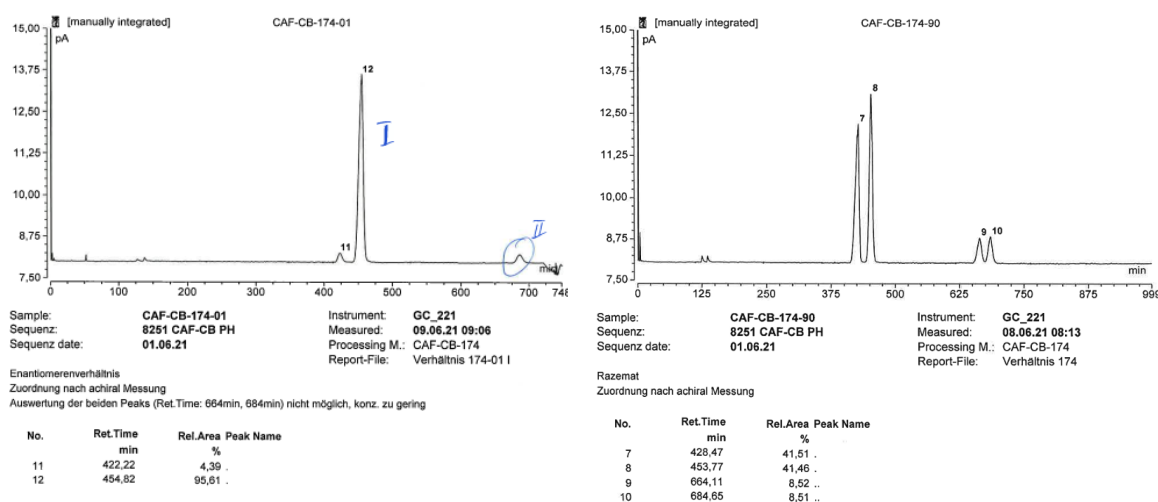 [manually integrated] CAF-CB-174-01
15,00
pA
13,75
12,50
11,25
10,00
8,75
7,50
12
I
11
II
min
0 100 200 300 400 500 600 700 748
Sample: CAF-CB-174-01 Instrument: GC_221
Sequenz: 8251 CAF-CB PH Measured: 09.06.21 09:06
Sequenz date: 01.06.21 Processing M.: CAF-CB-174
Report-File: Verhältnis 174-01 I
Enantiomerenverhältnis
Zuordnung nach achiral Messung
Auswertung der beiden Peaks (Ret.Time: 664min, 684min) nicht möglich, konz. zu gering
No. Ret.Time Rel.Area Peak Name
min %
11 422,22 4,39 .
12 454,82 95,61 .
[manually integrated] CAF-CB-174-90
15,00
pA
13,75
12,50
11,25
10,00
8,75
7,50
7
8
9
10
min
0 125 250 375 500 625 750 875 999
Sample: CAF-CB-174-90 Instrument: GC_221
Sequenz: 8251 CAF-CB PH Measured: 08.06.21 08:13
Sequenz date: 01.06.21 Processing M.: CAF-CB-174
Report-File: Verhältnis 174
Razemat
Zuordnung nach achiral Messung
No. Ret.Time Rel.Area Peak Name
min %
7 428,47 41,51 .
8 453,77 41,46 .
9 664,11 8,52 ..
10 684,65 8,51 ..